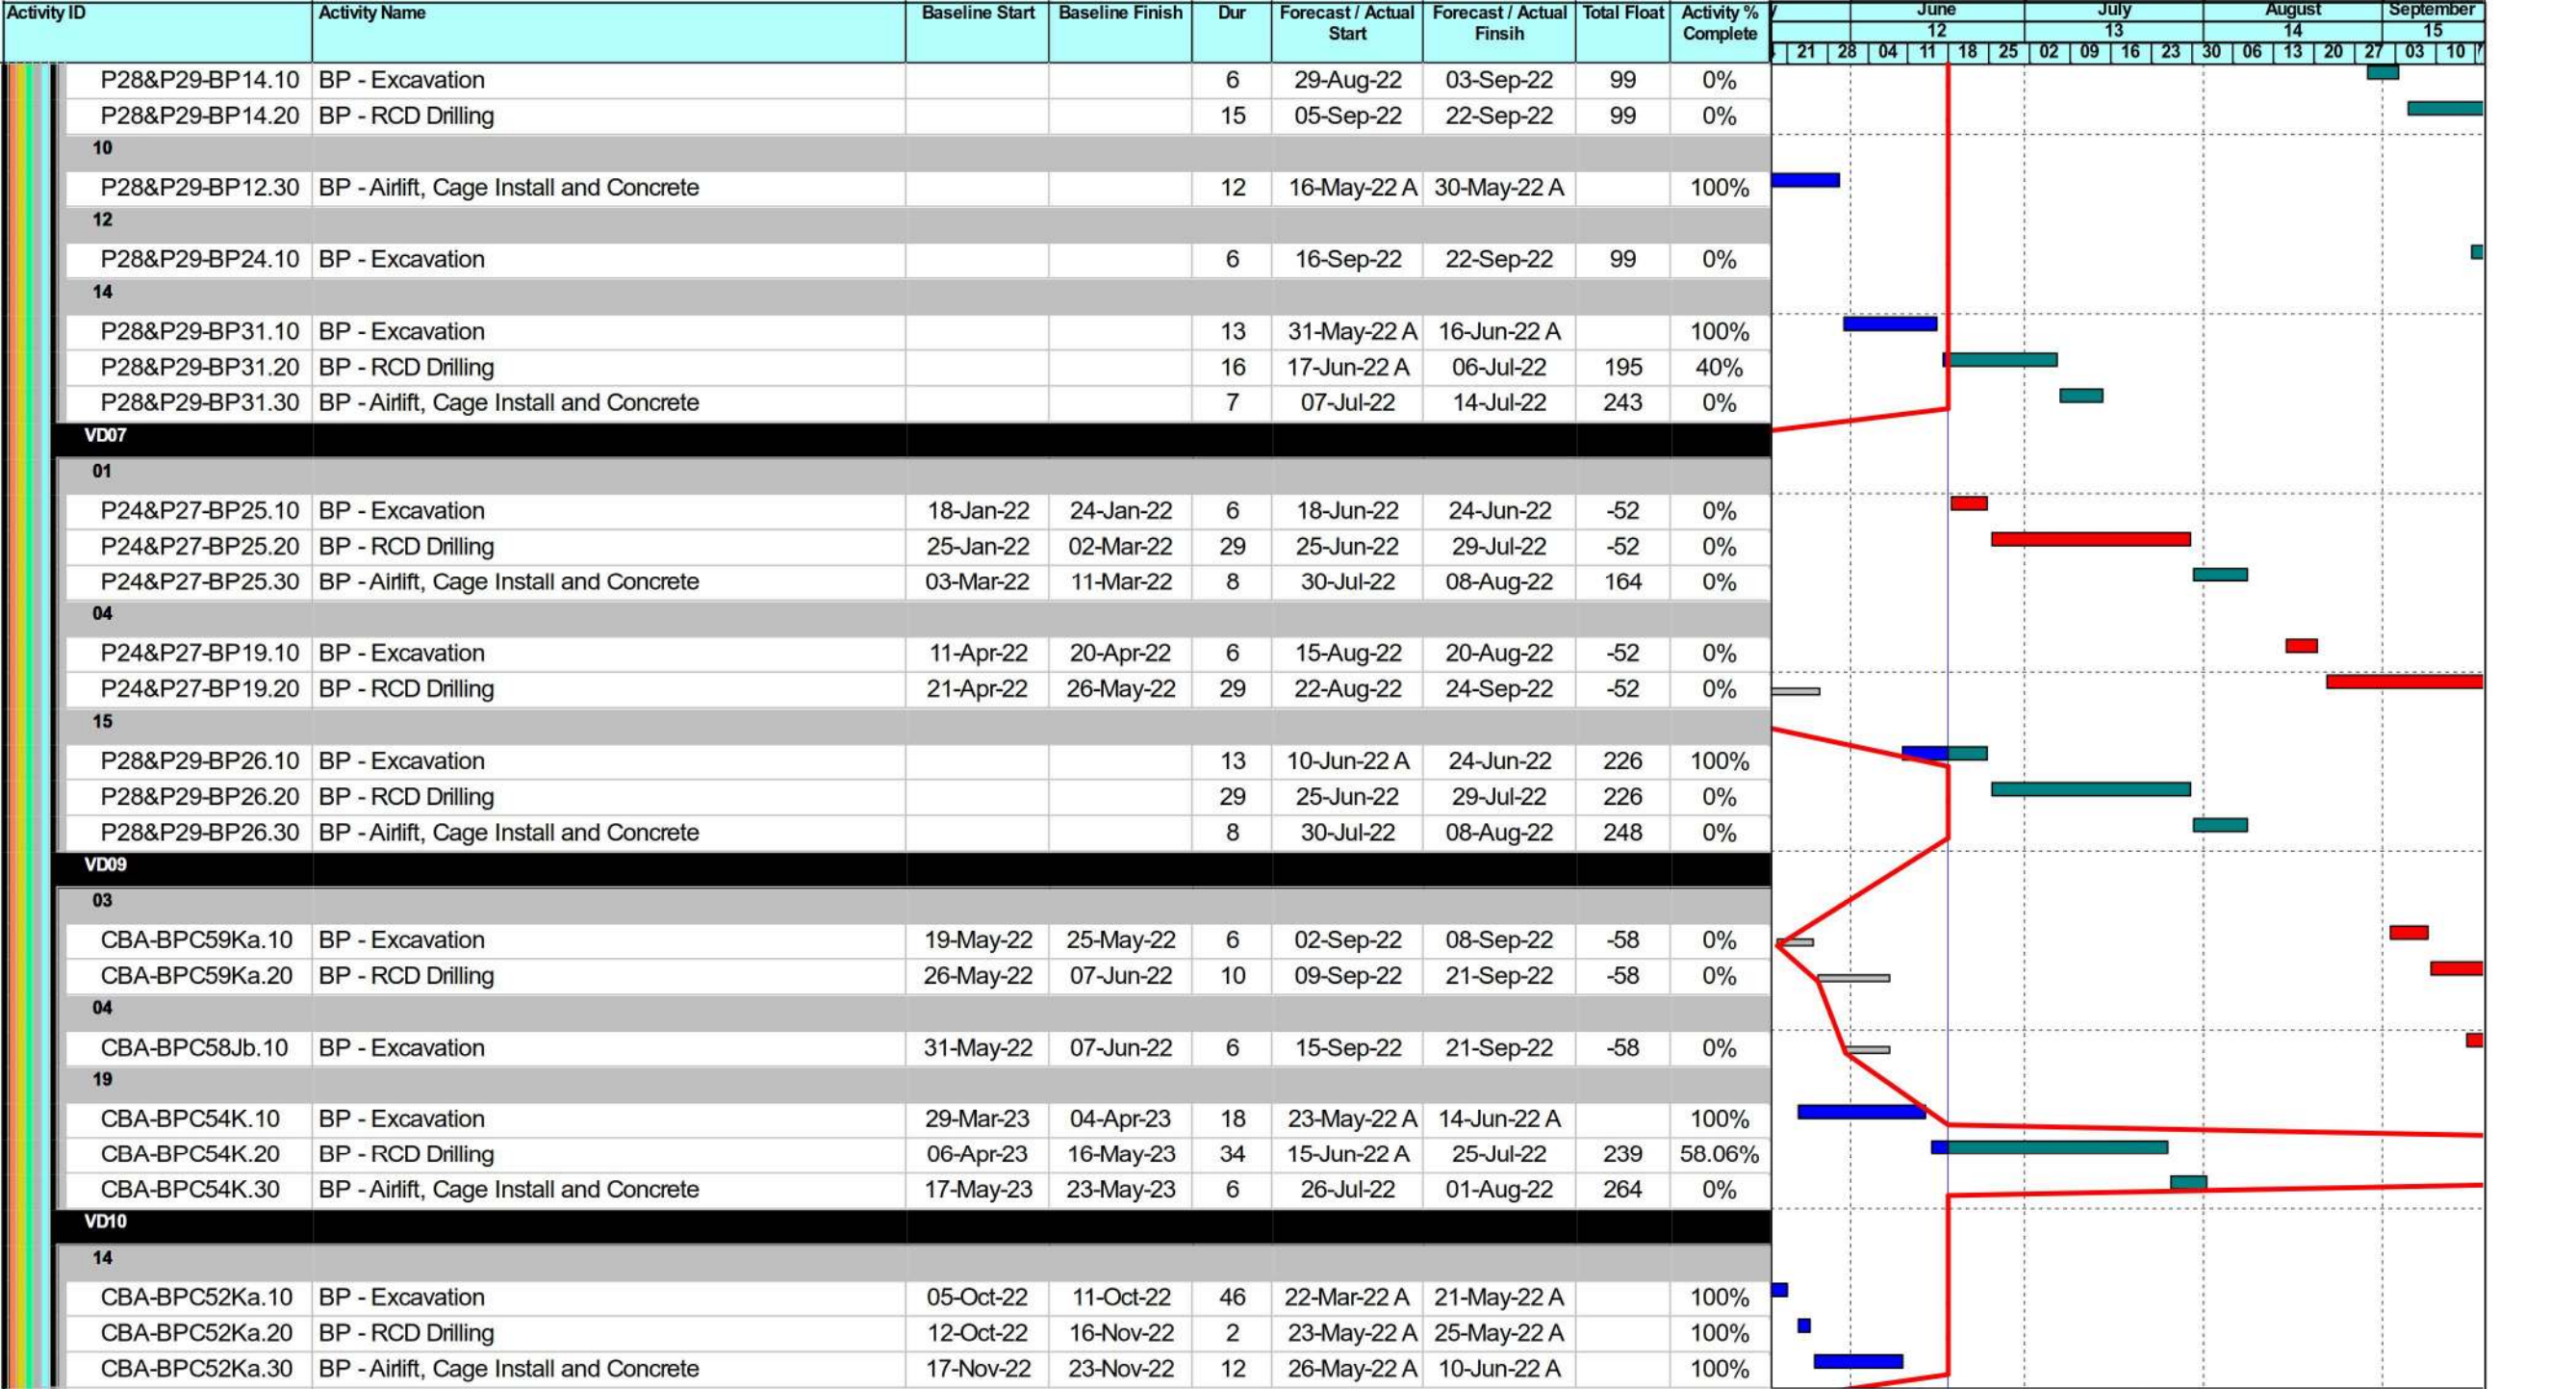 Activity ID Activity Name Baseline Start Baseline Finish Dur Forecast / Actual Start Forecast / Actual Finsih Total Float Activity % Complete
June July August September
12 13 14 15
21 28 04 11 18 25 02 09 16 23 30 06 13 20 27 03 10
P28&P29-BP14.10 BP - Excavation 6 29-Aug-22 03-Sep-22 99 0%
P28&P29-BP14.20 BP - RCD Drilling 15 05-Sep-22 22-Sep-22 99 0%
10
P28&P29-BP12.30 BP - Airlift, Cage Install and Concrete 12 16-May-22 A 30-May-22 A 100%
12
P28&P29-BP24.10 BP - Excavation 6 16-Sep-22 22-Sep-22 99 0%
14
P28&P29-BP31.10 BP - Excavation 13 31-May-22 A 16-Jun-22 A 100%
P28&P29-BP31.20 BP - RCD Drilling 16 17-Jun-22 A 06-Jul-22 195 40%
P28&P29-BP31.30 BP - Airlift, Cage Install and Concrete 7 07-Jul-22 14-Jul-22 243 0%
VD07
01
P24&P27-BP25.10 BP - Excavation 18-Jan-22 24-Jan-22 6 18-Jun-22 24-Jun-22 -52 0%
P24&P27-BP25.20 BP - RCD Drilling 25-Jan-22 02-Mar-22 29 25-Jun-22 29-Jul-22 -52 0%
P24&P27-BP25.30 BP - Airlift, Cage Install and Concrete 03-Mar-22 11-Mar-22 8 30-Jul-22 08-Aug-22 164 0%
04
P24&P27-BP19.10 BP - Excavation 11-Apr-22 20-Apr-22 6 15-Aug-22 20-Aug-22 -52 0%
P24&P27-BP19.20 BP - RCD Drilling 21-Apr-22 26-May-22 29 22-Aug-22 24-Sep-22 -52 0%
15
P28&P29-BP26.10 BP - Excavation 13 10-Jun-22 A 24-Jun-22 226 100%
P28&P29-BP26.20 BP - RCD Drilling 29 25-Jun-22 29-Jul-22 226 0%
P28&P29-BP26.30 BP - Airlift, Cage Install and Concrete 8 30-Jul-22 08-Aug-22 248 0%
VD09
03
CBA-BPC59Ka.10 BP - Excavation 19-May-22 25-May-22 6 02-Sep-22 08-Sep-22 -58 0%
CBA-BPC59Ka.20 BP - RCD Drilling 26-May-22 07-Jun-22 10 09-Sep-22 21-Sep-22 -58 0%
04
CBA-BPC58Jb.10 BP - Excavation 31-May-22 07-Jun-22 6 15-Sep-22 21-Sep-22 -58 0%
19
CBA-BPC54K.10 BP - Excavation 29-Mar-23 04-Apr-23 18 23-May-22 A 14-Jun-22 A 100%
CBA-BPC54K.20 BP - RCD Drilling 06-Apr-23 16-May-23 34 15-Jun-22 A 25-Jul-22 239 58.06%
CBA-BPC54K.30 BP - Airlift, Cage Install and Concrete 17-May-23 23-May-23 6 26-Jul-22 01-Aug-22 264 0%
VD10
14
CBA-BPC52Ka.10 BP - Excavation 05-Oct-22 11-Oct-22 46 22-Mar-22 A 21-May-22 A 100%
CBA-BPC52Ka.20 BP - RCD Drilling 12-Oct-22 16-Nov-22 2 23-May-22 A 25-May-22 A 100%
CBA-BPC52Ka.30 BP - Airlift, Cage Install and Concrete 17-Nov-22 23-Nov-22 12 26-May-22 A 10-Jun-22 A 100%